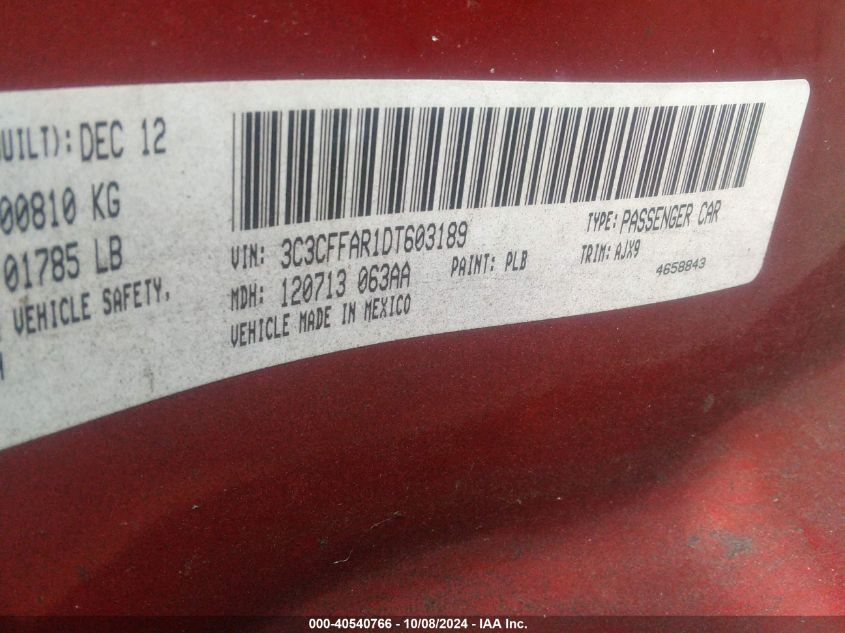 BUILT): DEC 12
00810 KG
01785 LB
VEHICLE SAFETY,
VIN: 3C3CFFAR1DT603189
TYPE: PASSENGER CAR
MDH: 120713 063AA
PAINT: PLB
TRIM: AJX9
VEHICLE MADE IN MEXICO
4658843
000-40540766 - 10/08/2024 - IAA Inc.